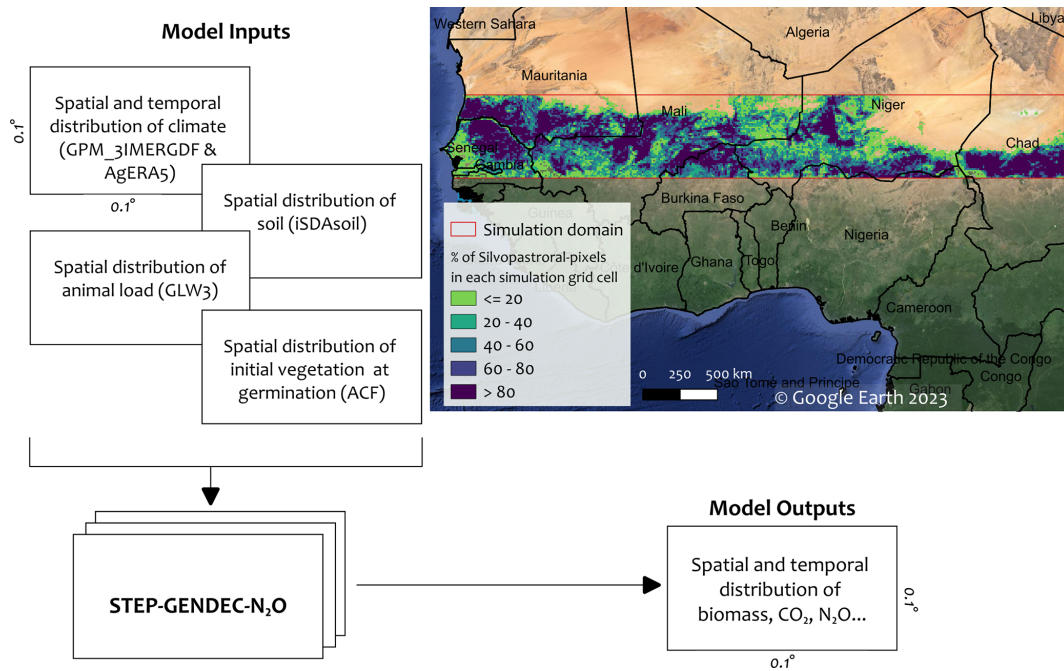 Model Inputs
Spatial and temporal
distribution of climate
(GPM_3IMERGDF &
AgERA5)
0.1°
0.1°
Spatial distribution of
soil (iSDAsoil)
Spatial distribution of
animal load (GLW3)
Spatial distribution of
initial vegetation at
germination (ACF)
STEP-GENDEC-N₂O
Model Outputs
Spatial and temporal
distribution of
biomass, CO₂, N₂O...
0.1°
0.1°
Western Sahara
Algeria
Libya
Mauritania
Mali
Niger
Chad
Senegal
Gambia
Burkina Faso
Guinea
Benin
Nigeria
Ghana
Togo
d'Ivoire
Liberia
Cameroon
Democratic Republic of the Congo
Congo
Gabon
Sao Tome and Principe
Simulation domain
% of Silvopastroral-pixels
in each simulation grid cell
<= 20
20 - 40
40 - 60
60 - 80
> 80
0 250 500 km
© Google Earth 2023